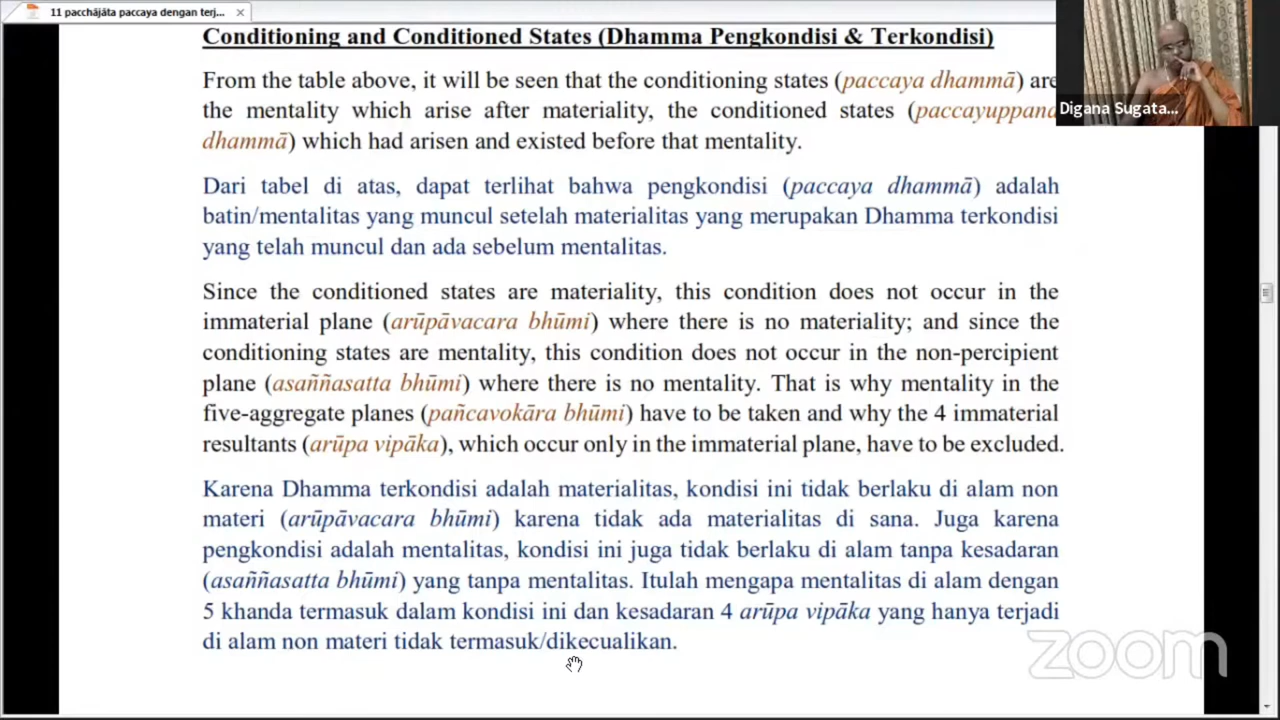 11 pacchājāta paccaya dengan terj...
Conditioning and Conditioned States (Dhamma Pengkondisi & Terkondisi)
From the table above, it will be seen that the conditioning states (paccaya dhammā) are
the mentality which arise after materiality, the conditioned states (paccayuppana
dhammā) which had arisen and existed before that mentality.
Dari tabel di atas, dapat terlihat bahwa pengkondisi (paccaya dhammā) adalah
batin/mentalitas yang muncul setelah materialitas yang merupakan Dhamma terkondisi
yang telah muncul dan ada sebelum mentalitas.
Since the conditioned states are materiality, this condition does not occur in the
immaterial plane (arūpāvacara bhūmi) where there is no materiality; and since the
conditioning states are mentality, this condition does not occur in the non-percipient
plane (asaññasatta bhūmi) where there is no mentality. That is why mentality in the
five-aggregate planes (pañcavokāra bhūmi) have to be taken and why the 4 immaterial
resultants (arūpa vipāka), which occur only in the immaterial plane, have to be excluded.
Karena Dhamma terkondisi adalah materialitas, kondisi ini tidak berlaku di alam non
materi (arūpāvacara bhūmi) karena tidak ada materialitas di sana. Juga karena
pengkondisi adalah mentalitas, kondisi ini juga tidak berlaku di alam tanpa kesadaran
(asaññasatta bhūmi) yang tanpa mentalitas. Itulah mengapa mentalitas di alam dengan
5 khanda termasuk dalam kondisi ini dan kesadaran 4 arūpa vipāka yang hanya terjadi
di alam non materi tidak termasuk/dikecualikan.
Digana Sugata...
zoom